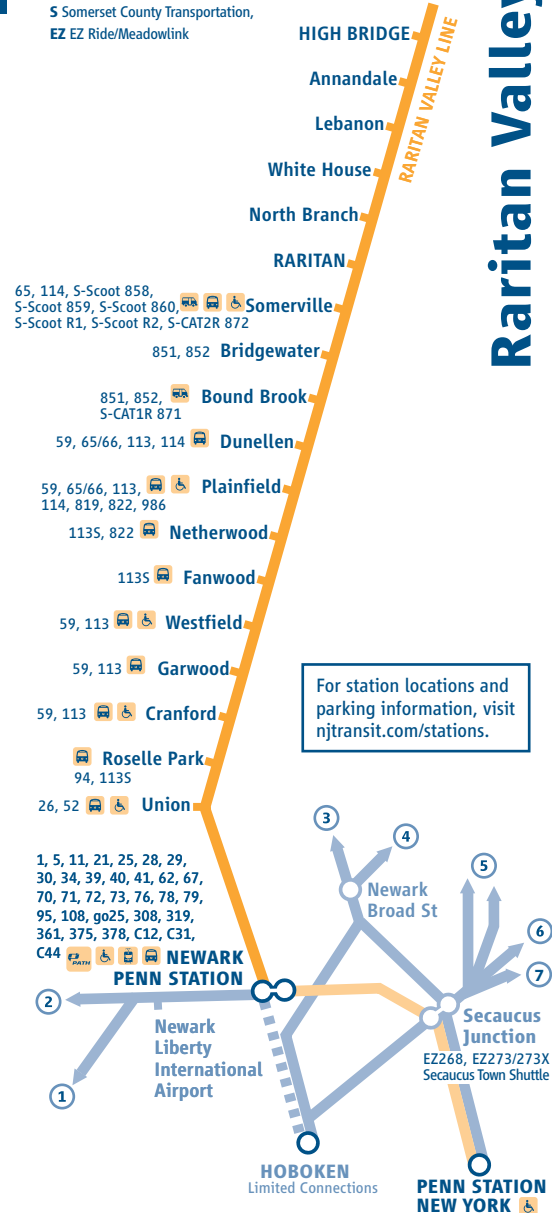 S Somerset County Transportation,
EZ EZ Ride/Meadowlink
Raritan Valley
RARITAN VALLEY LINE
HIGH BRIDGE
Annandale
Lebanon
White House
North Branch
RARITAN
65, 114, S-Scoot 858,
S-Scoot 859, S-Scoot 860, Somerville
S-Scoot R1, S-Scoot R2, S-CAT2R 872
851, 852 Bridgewater
851, 852, Bound Brook
S-CAT1R 871
59, 65/66, 113, 114 Dunellen
59, 65/66, 113, Plainfield
114, 819, 822, 986
113S, 822 Netherwood
113S Fanwood
59, 113 Westfield
59, 113 Garwood
For station locations and
parking information, visit
njtransit.com/stations.
59, 113 Cranford
Roselle Park
94, 113S
26, 52 Union
1, 5, 11, 21, 25, 28, 29,
30, 34, 39, 40, 41, 62, 67,
70, 71, 72, 73, 76, 78, 79,
95, 108, go25, 308, 319,
361, 375, 378, C12, C31,
C44 PATH NEWARK
PENN STATION
3
4
5
6
7
Newark
Broad St
2
1
Newark
Liberty
International
Airport
Secaucus
Junction
EZ268, EZ273/273X
Secaucus Town Shuttle
HOBOKEN
Limited Connections
PENN STATION
NEW YORK